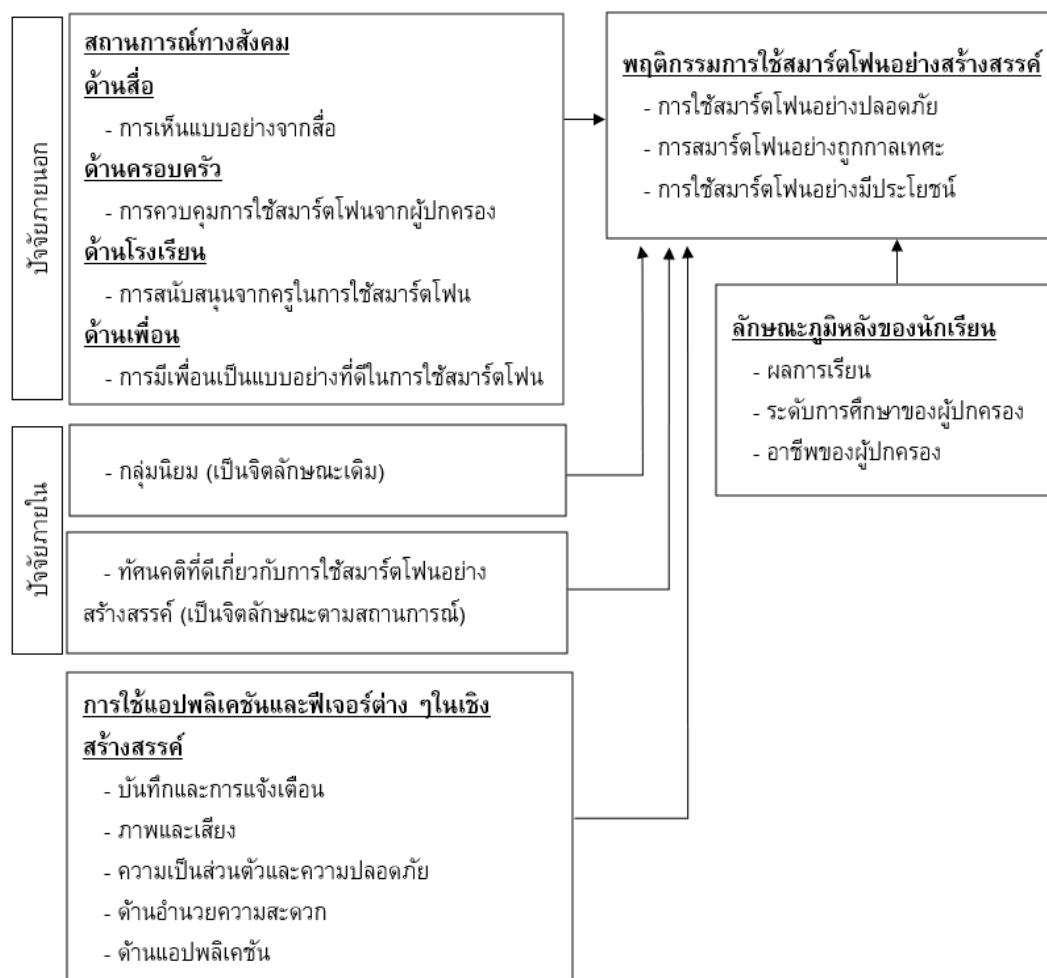 ปัจจัยภายนอก
สถานการณ์ทางสังคม
ด้านสื่อ
- การเห็นแบบอย่างจากสื่อ
ด้านครอบครัว
- การควบคุมการใช้สมาร์ตโฟนจากผู้ปกครอง
ด้านโรงเรียน
- การสนับสนุนจากครูในการใช้สมาร์ตโฟน
ด้านเพื่อน
- การมีเพื่อนเป็นแบบอย่างที่ดีในการใช้สมาร์ตโฟน
พฤติกรรมการใช้สมาร์ตโฟนอย่างสร้างสรรค์
- การใช้สมาร์ตโฟนอย่างปลอดภัย
- การสมาร์ตโฟนอย่างถูกกาลเทศะ
- การใช้สมาร์ตโฟนอย่างมีประโยชน์
ลักษณะภูมิหลังของนักเรียน
- ผลการเรียน
- ระดับการศึกษาของผู้ปกครอง
- อาชีพของผู้ปกครอง
ปัจจัยภายใน
- กลุ่มนิยม (เป็นจิตลักษณะเดิม)
- ทัศนคติที่ดีเกี่ยวกับการใช้สมาร์ตโฟนอย่าง
สร้างสรรค์ (เป็นจิตลักษณะตามสถานการณ์)
การใช้แอปพลิเคชันและฟีเจอร์ต่าง ๆในเชิง
สร้างสรรค์
- บันทึกและการแจ้งเตือน
- ภาพและเสียง
- ความเป็นส่วนตัวและความปลอดภัย
- ด้านอำนวยความสะดวก
- ด้านแอปพลิเคชัน